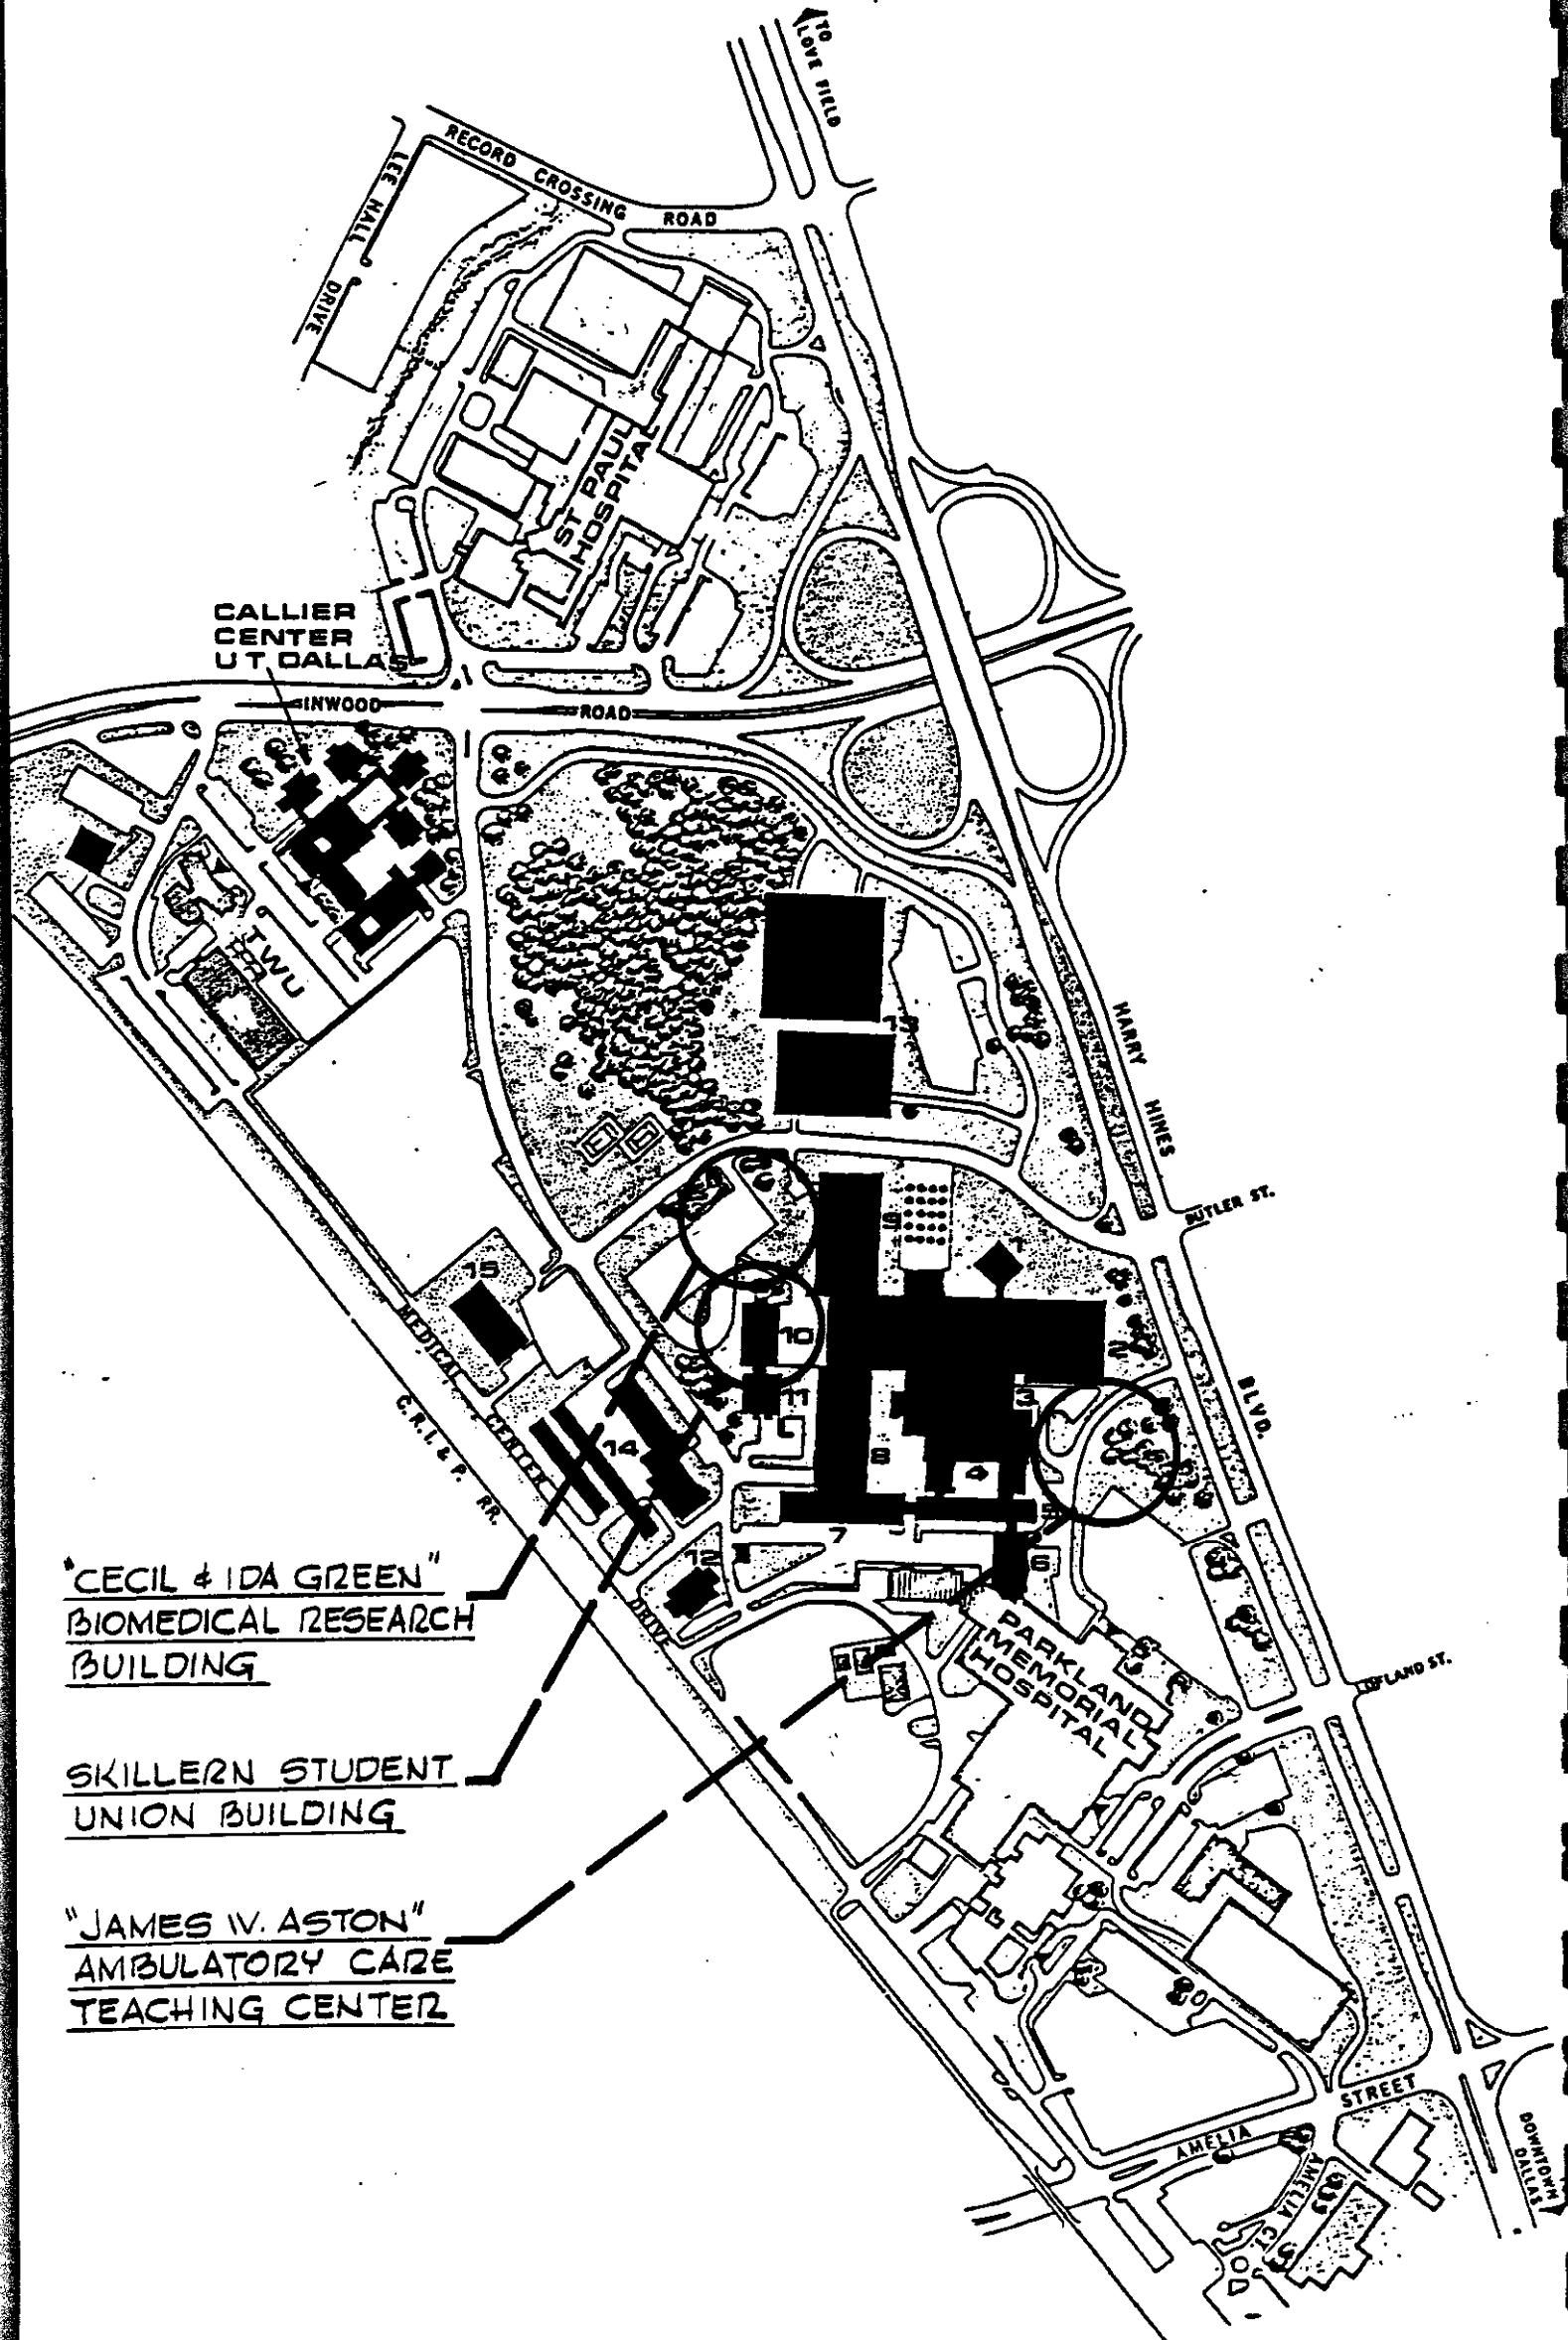 TO
LOVE FIELD
RECORD CROSSING ROAD
LEE HALL DRIVE
ST PAUL
HOSPITAL
CALLIER
CENTER
U T DALLAS
INWOOD ROAD
TWU
HARRY HINES BLVD.
BUTLER ST.
1
2
3
4
5
6
7
8
9
10
11
12
14
15
MEDICAL CENTER DRIVE
C.R.I. & P. RR.
"CECIL & IDA GREEN"
BIOMEDICAL RESEARCH
BUILDING
SKILLERN STUDENT
UNION BUILDING
"JAMES W. ASTON"
AMBULATORY CARE
TEACHING CENTER
PARKLAND
MEMORIAL
HOSPITAL
AMELIA STREET
AMELIA CT.
DOWNTOWN
DALLAS